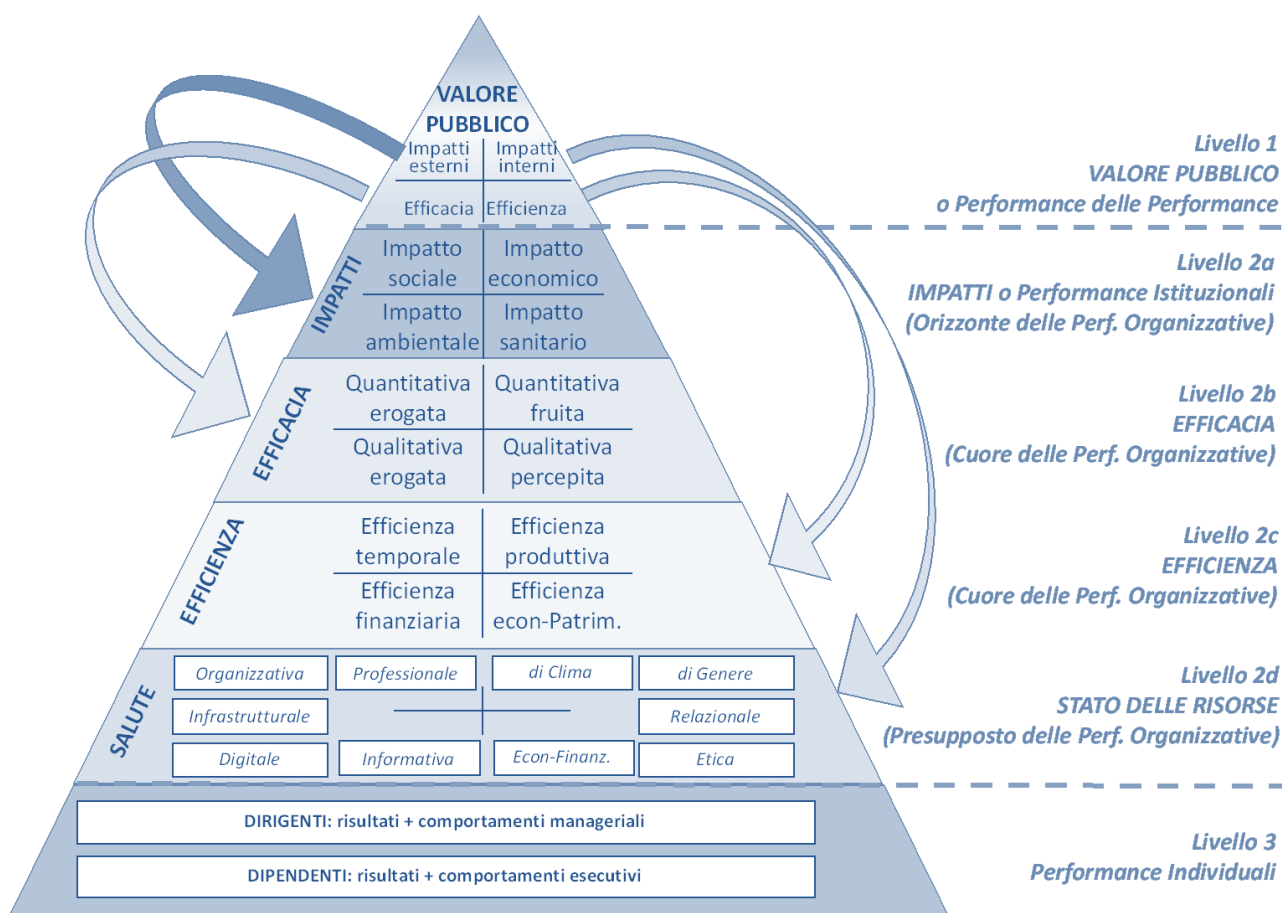 VALORE
PUBBLICO
Impatti esterni
Impatti interni
Efficacia
Efficienza
Livello 1
VALORE PUBBLICO
o Performance delle Performance
IMPATTI
Impatto
sociale
Impatto
economico
Impatto
ambientale
Impatto
sanitario
Livello 2a
IMPATTI o Performance Istituzionali
(Orizzonte delle Perf. Organizzative)
EFFICACIA
Quantitativa
erogata
Quantitativa
fruita
Qualitativa
erogata
Qualitativa
percepita
Livello 2b
EFFICACIA
(Cuore delle Perf. Organizzative)
EFFICIENZA
Efficienza
temporale
Efficienza
produttiva
Efficienza
finanziaria
Efficienza
econ-Patrim.
Livello 2c
EFFICIENZA
(Cuore delle Perf. Organizzative)
SALUTE
Organizzativa
Professionale
di Clima
di Genere
Infrastrutturale
Relazionale
Digitale
Informativa
Econ-Finanz.
Etica
Livello 2d
STATO DELLE RISORSE
(Presupposto delle Perf. Organizzative)
DIRIGENTI: risultati + comportamenti manageriali
DIPENDENTI: risultati + comportamenti esecutivi
Livello 3
Performance Individuali